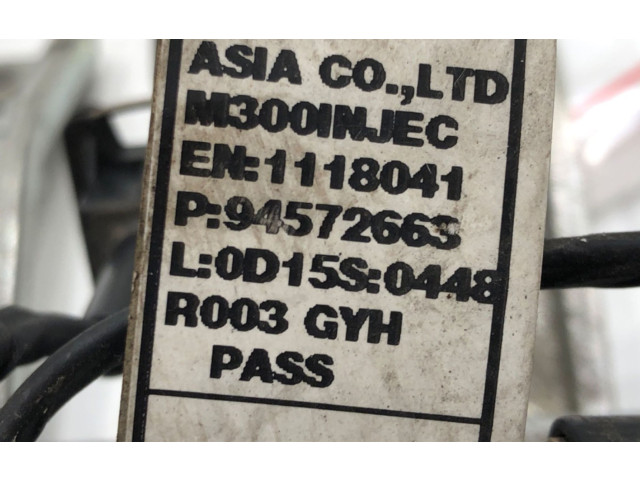 ASIA CO.,LTD
M300INJEC
EN:1118041
P:94572663
L:0D15S:0448
R003 GYH
PASS